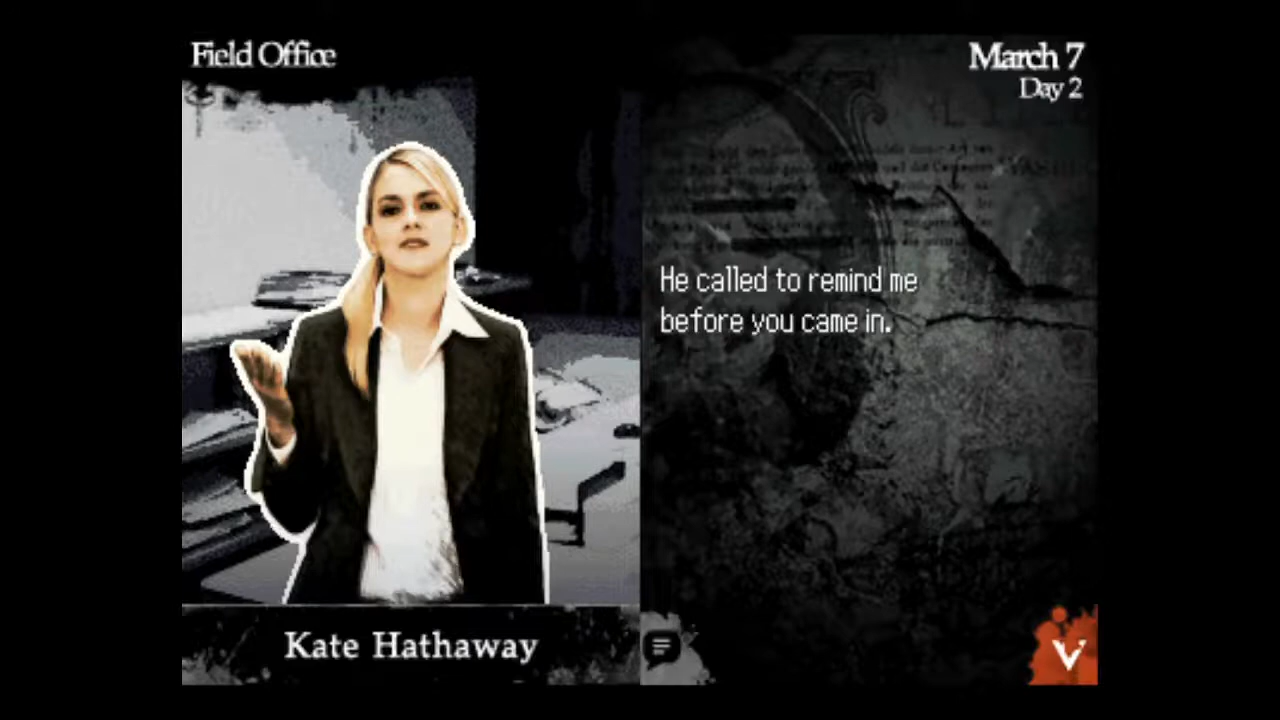 Field Office
March 7
Day 2
He called to remind me
before you came in.
Kate Hathaway